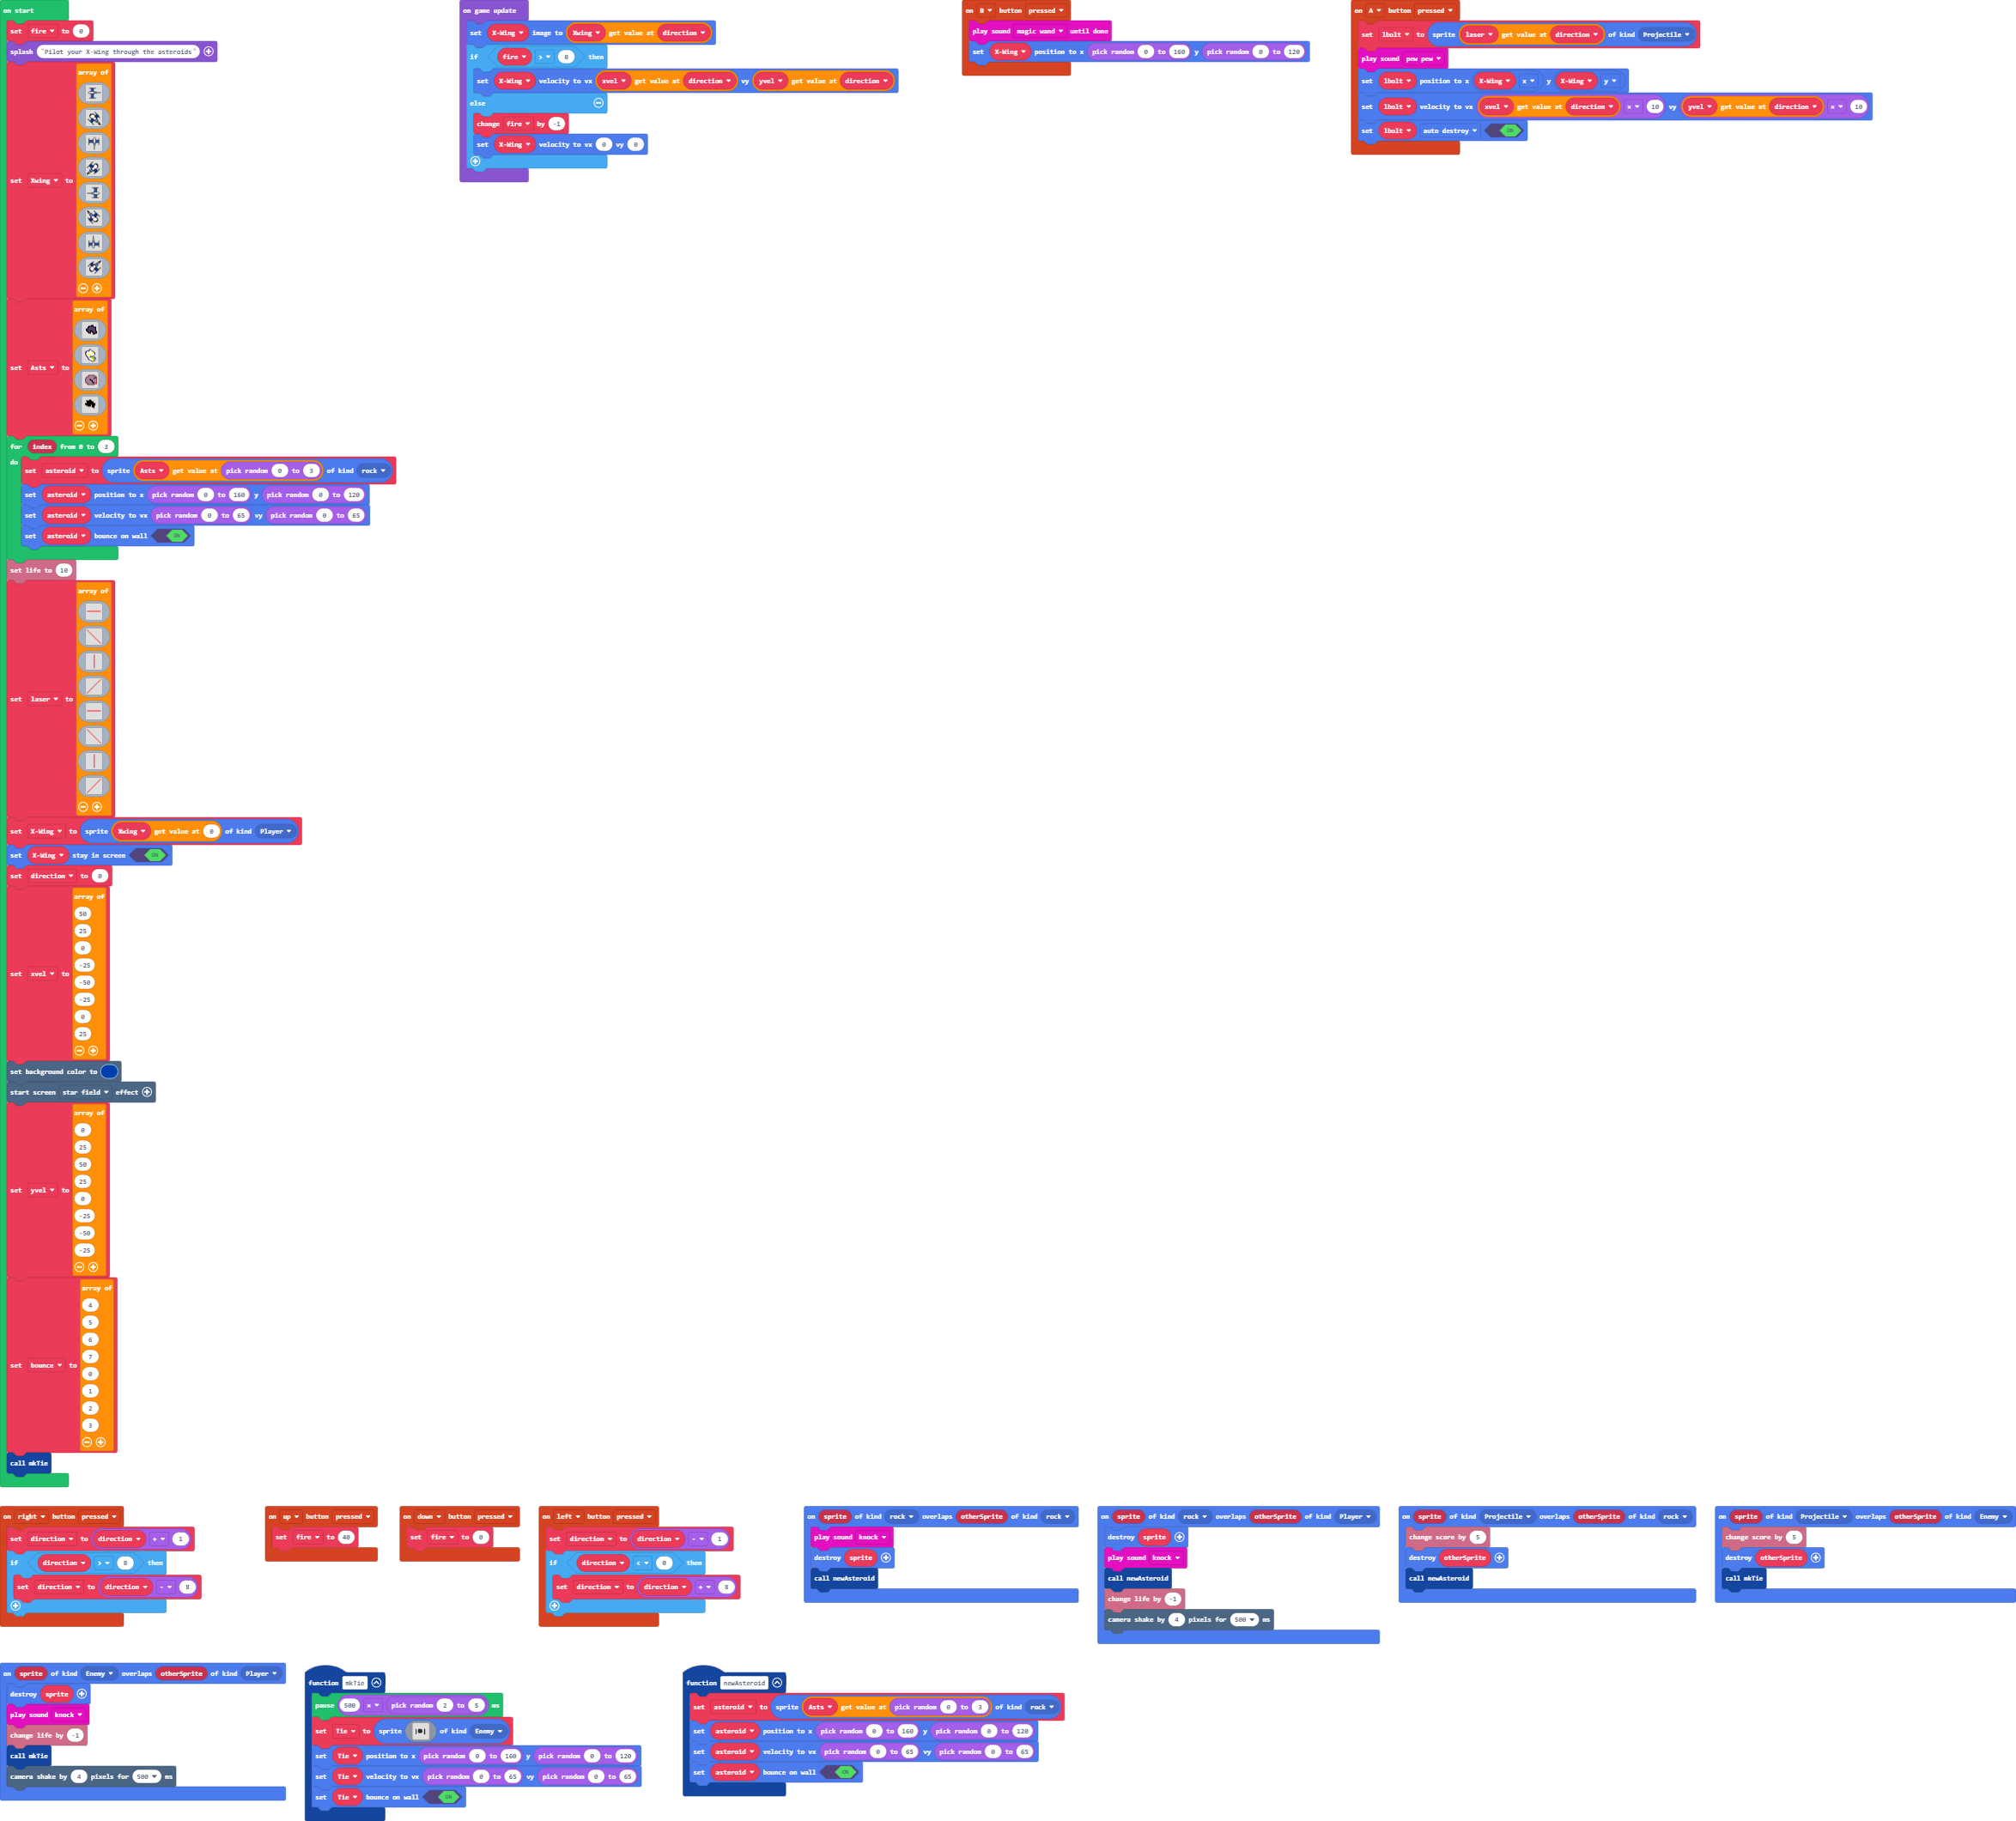 on start
set fire to 0
splash "Pilot your X-Wing through the asteroids"
array of
set Xwing to
array of
set Asts to
for index from 0 to 3
do
set asteroid to sprite Asts get value at pick random 0 to 3 of kind rock
set asteroid position to x pick random 0 to 160 y pick random 0 to 120
set asteroid velocity to vx pick random 0 to 65 vy pick random 0 to 65
set asteroid bounce on wall ON
set life to 10
array of
set laser to
set X-Wing to sprite Xwing get value at 0 of kind Player
set X-Wing stay in screen ON
set direction to 0
array of
50
25
0
-25
set xvel to
-50
-25
0
25
set background color to
start screen star field effect
array of
0
25
50
25
set yvel to
0
-25
-50
-25
array of
4
5
6
7
set bounce to
0
1
2
3
call mkTie
on game update
set X-Wing image to Xwing get value at direction
if fire > 0 then
set X-Wing velocity to vx xvel get value at direction vy yvel get value at direction
else
change fire by -1
set X-Wing velocity to vx 0 vy 0
on B button pressed
play sound magic wand until done
set X-Wing position to x pick random 0 to 160 y pick random 0 to 120
on A button pressed
set lbolt to sprite laser get value at direction of kind Projectile
play sound pew pew
set lbolt position to x X-Wing x y X-Wing y
set lbolt velocity to vx xvel get value at direction × 10 vy yvel get value at direction × 10
set lbolt auto destroy ON
on right button pressed
set direction to direction + 1
if direction > 8 then
set direction to direction - 8
on up button pressed
set fire to 40
on down button pressed
set fire to 0
on left button pressed
set direction to direction - 1
if direction < 0 then
set direction to direction + 8
on sprite of kind rock overlaps otherSprite of kind rock
play sound knock
destroy sprite
call newAsteroid
on sprite of kind rock overlaps otherSprite of kind Player
destroy sprite
play sound knock
call newAsteroid
change life by -1
camera shake by 4 pixels for 500 ms
on sprite of kind Projectile overlaps otherSprite of kind rock
change score by 5
destroy otherSprite
call newAsteroid
on sprite of kind Projectile overlaps otherSprite of kind Enemy
change score by 5
destroy otherSprite
call mkTie
on sprite of kind Enemy overlaps otherSprite of kind Player
destroy sprite
play sound knock
change life by -1
call mkTie
camera shake by 4 pixels for 500 ms
function mkTie
pause 500 × pick random 2 to 5 ms
set Tie to sprite of kind Enemy
set Tie position to x pick random 0 to 160 y pick random 0 to 120
set Tie velocity to vx pick random 0 to 65 vy pick random 0 to 65
set Tie bounce on wall ON
function newAsteroid
set asteroid to sprite Asts get value at pick random 0 to 3 of kind rock
set asteroid position to x pick random 0 to 160 y pick random 0 to 120
set asteroid velocity to vx pick random 0 to 65 vy pick random 0 to 65
set asteroid bounce on wall ON